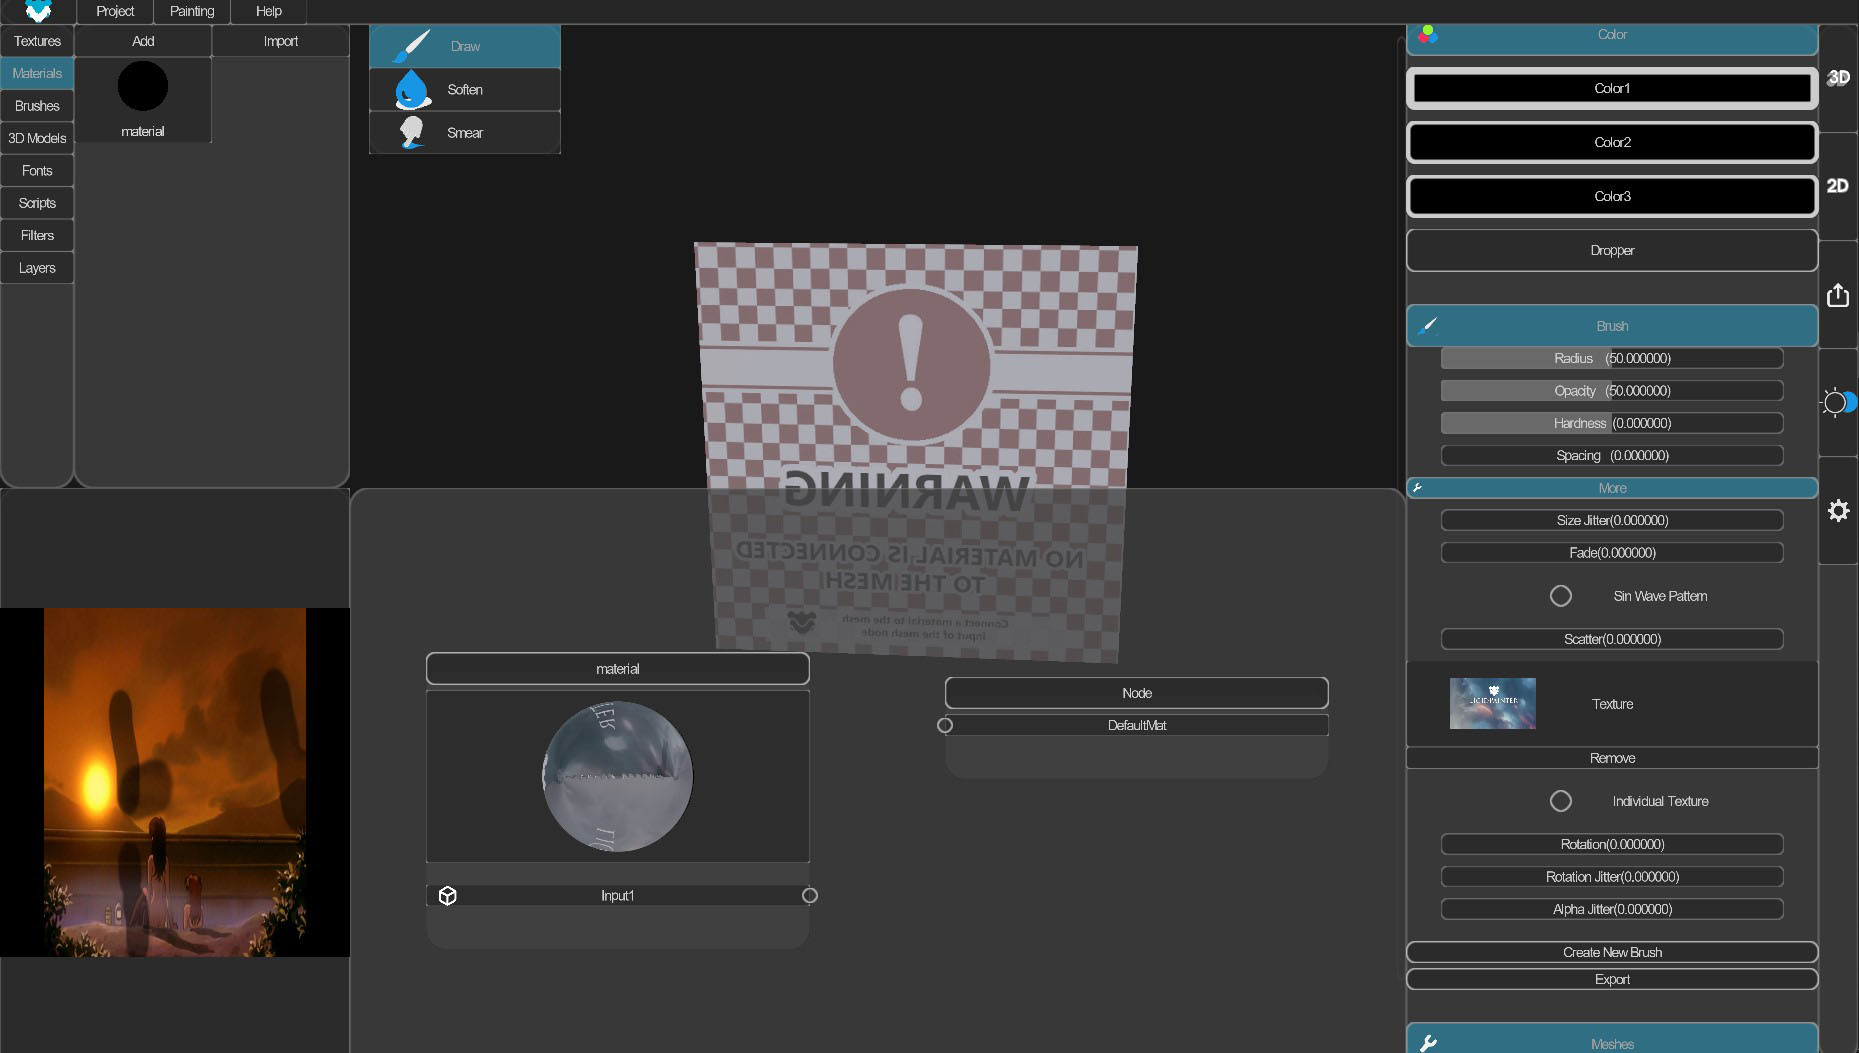 Project
Painting
Help
Textures
Add
Import
Materials
Brushes
3D Models
Fonts
Scripts
Filters
Layers
material
Draw
Soften
Smear
WARNING
NO MATERIAL IS CONNECTED
TO THE MESH
Connect a material to the mesh
input of the mesh node
material
Input1
Node
DefaultMat
Color
Color1
Color2
Color3
Dropper
Brush
Radius (50.000000)
Opacity (50.000000)
Hardness (0.000000)
Spacing (0.000000)
More
Size Jitter(0.000000)
Fade(0.000000)
Sin Wave Pattern
Scatter(0.000000)
Texture
Remove
Individual Texture
Rotation(0.000000)
Rotation Jitter(0.000000)
Alpha Jitter(0.000000)
Create New Brush
Export
Meshes
3D
2D